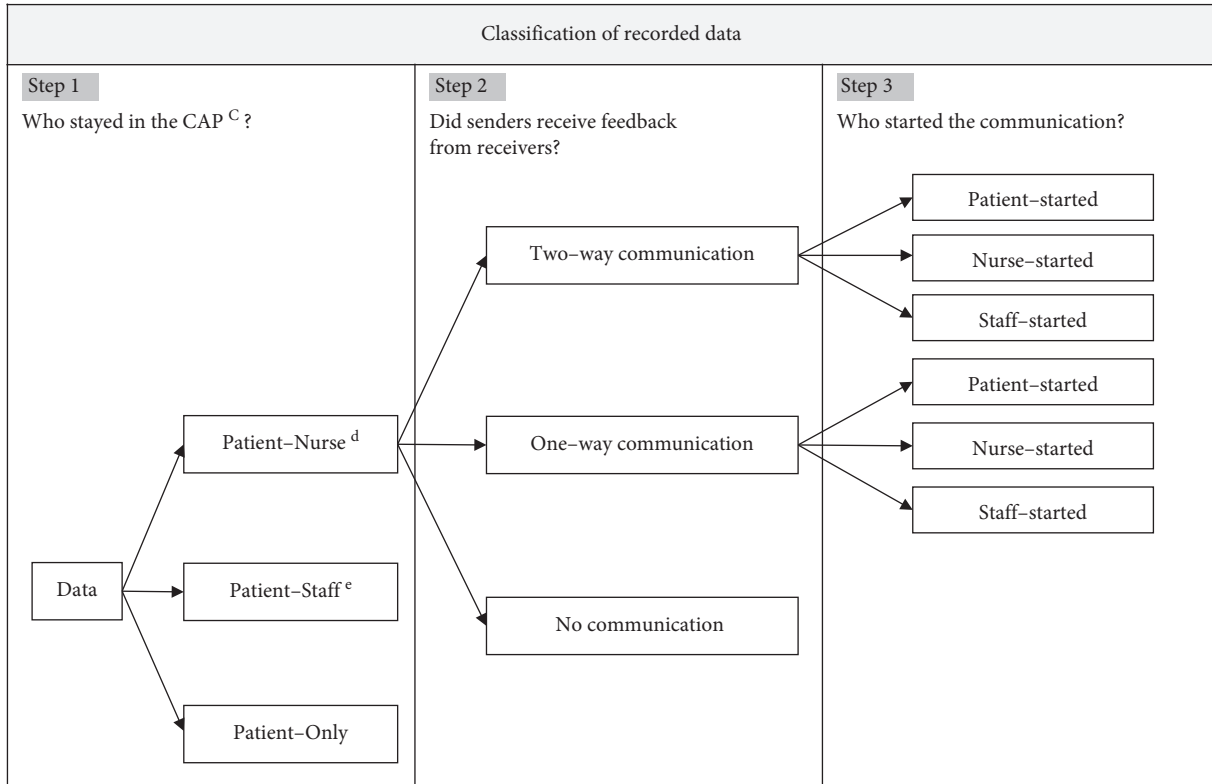 Classification of recorded data
Step 1
Who stayed in the CAP C ?
Data
Patient–Nurse d
Patient–Staff e
Patient–Only
Step 2
Did senders receive feedback
from receivers?
Two–way communication
One–way communication
No communication
Step 3
Who started the communication?
Patient–started
Nurse–started
Staff–started
Patient–started
Nurse–started
Staff–started